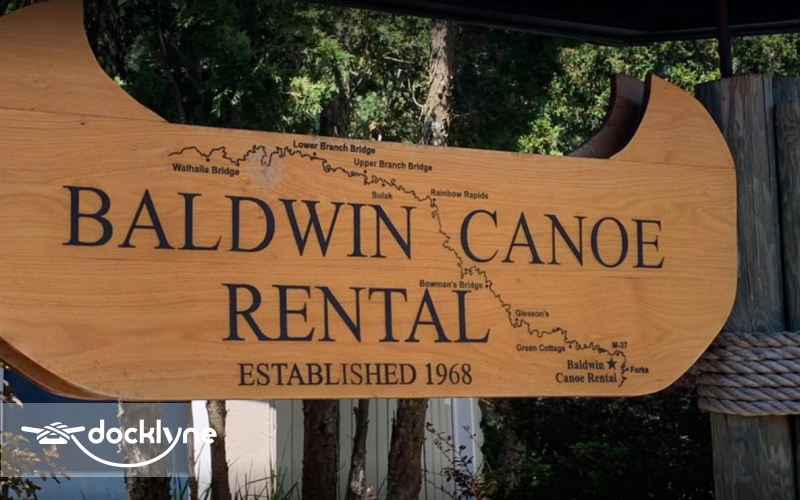 Lower Branch Bridge
Walhalla Bridge
Upper Branch Bridge
Sulak
Rainbow Rapids
BALDWIN CANOE
Bowman's Bridge
RENTAL
Gleason's
Green Cottage
M-37
Baldwin
Canoe Rental
Forks
ESTABLISHED 1968
docklyne